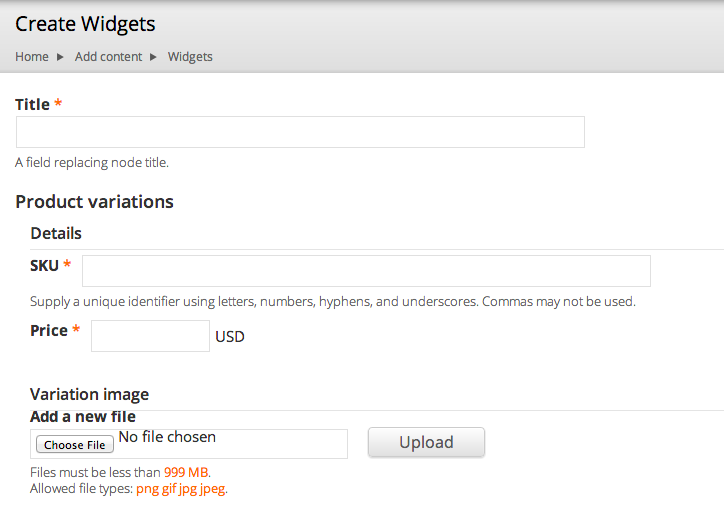 Create Widgets
Home ► Add content ► Widgets
Title *
A field replacing node title.
Product variations
Details
SKU *
Supply a unique identifier using letters, numbers, hyphens, and underscores. Commas may not be used.
Price * USD
Variation image
Add a new file
Choose File No file chosen Upload
Files must be less than 999 MB.
Allowed file types: png gif jpg jpeg.